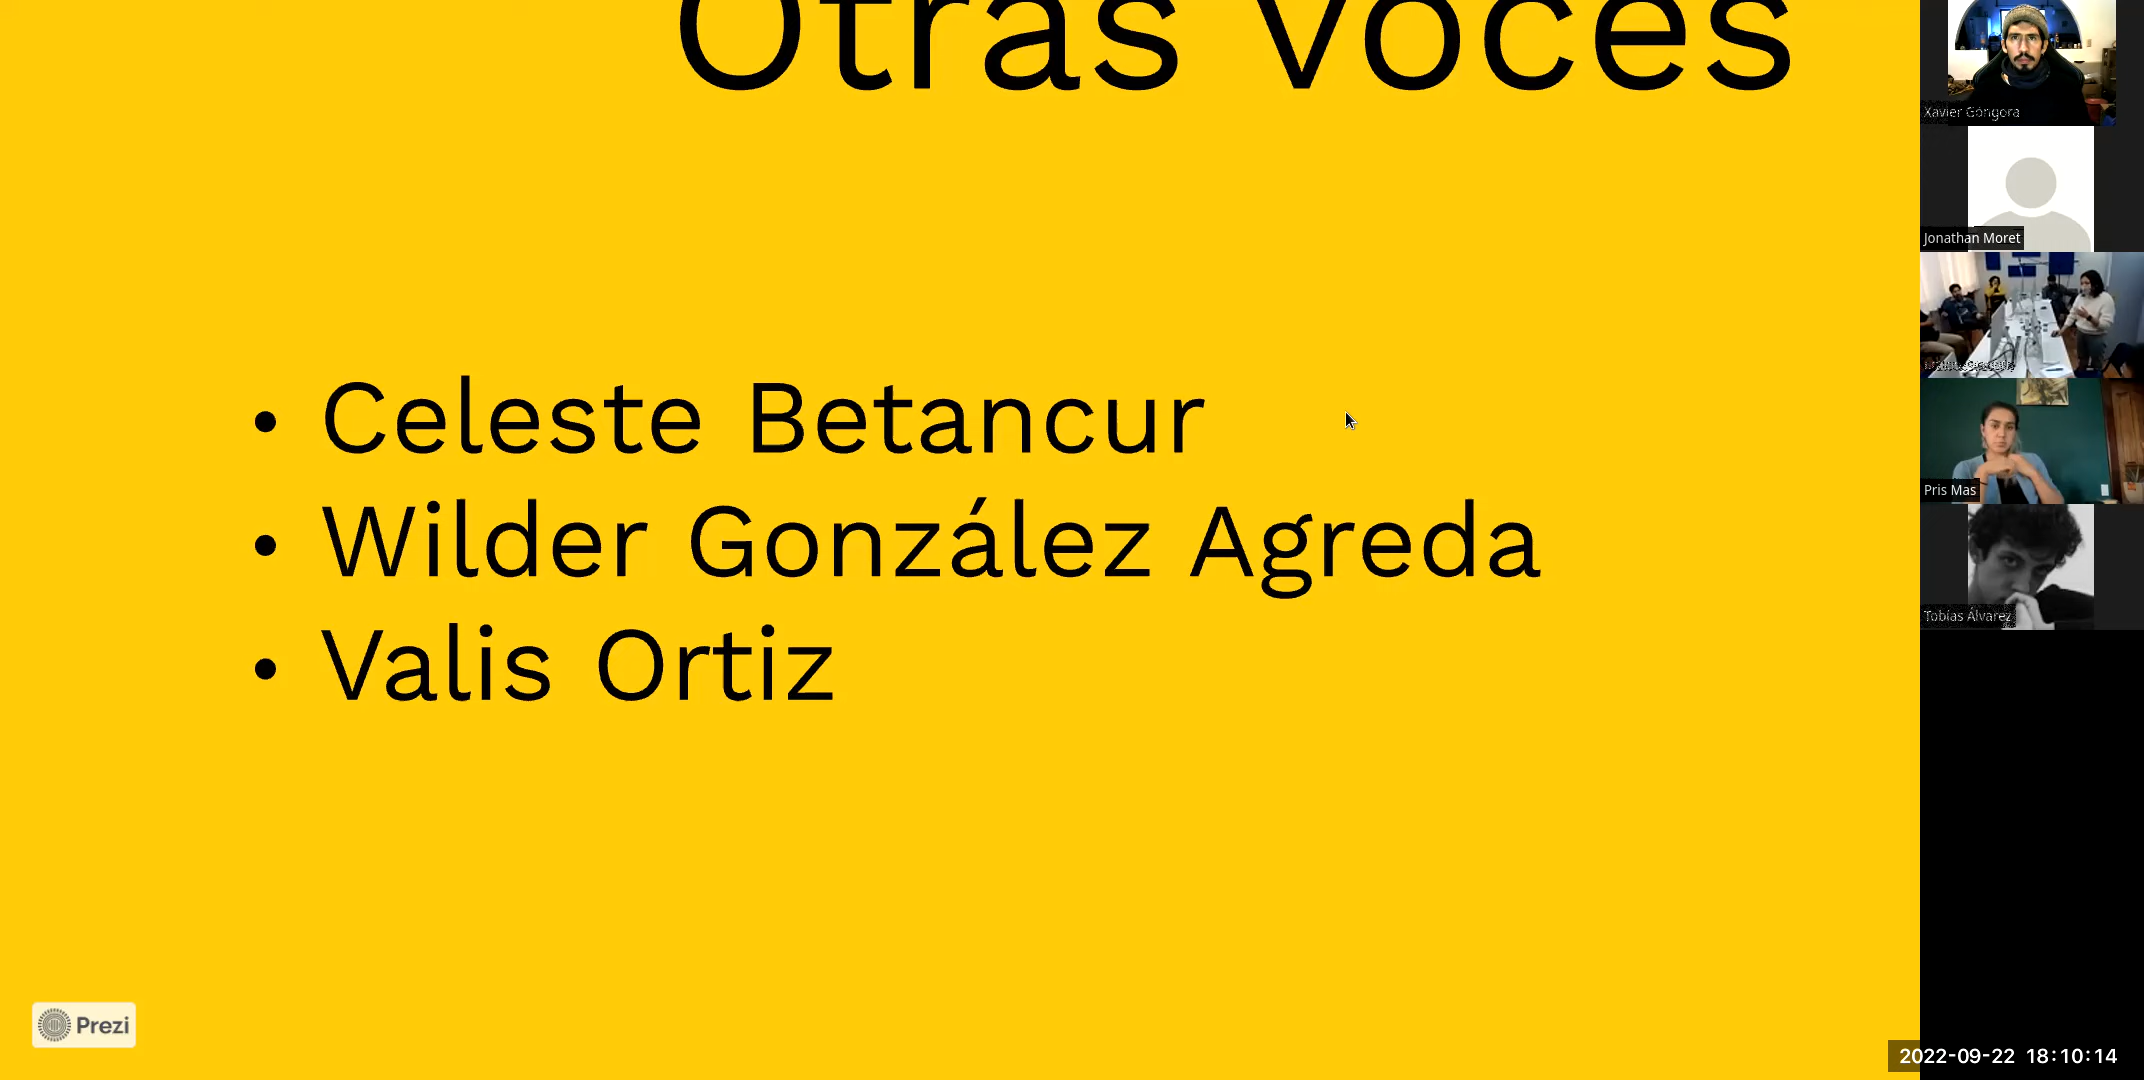 Otras Voces
• Celeste Betancur
• Wilder González Agreda
• Valis Ortiz
Prezi
Xavier Góngora
Jonathan Moret
Pris Mas
Tobías Álvarez
2022-09-22 18:10:14